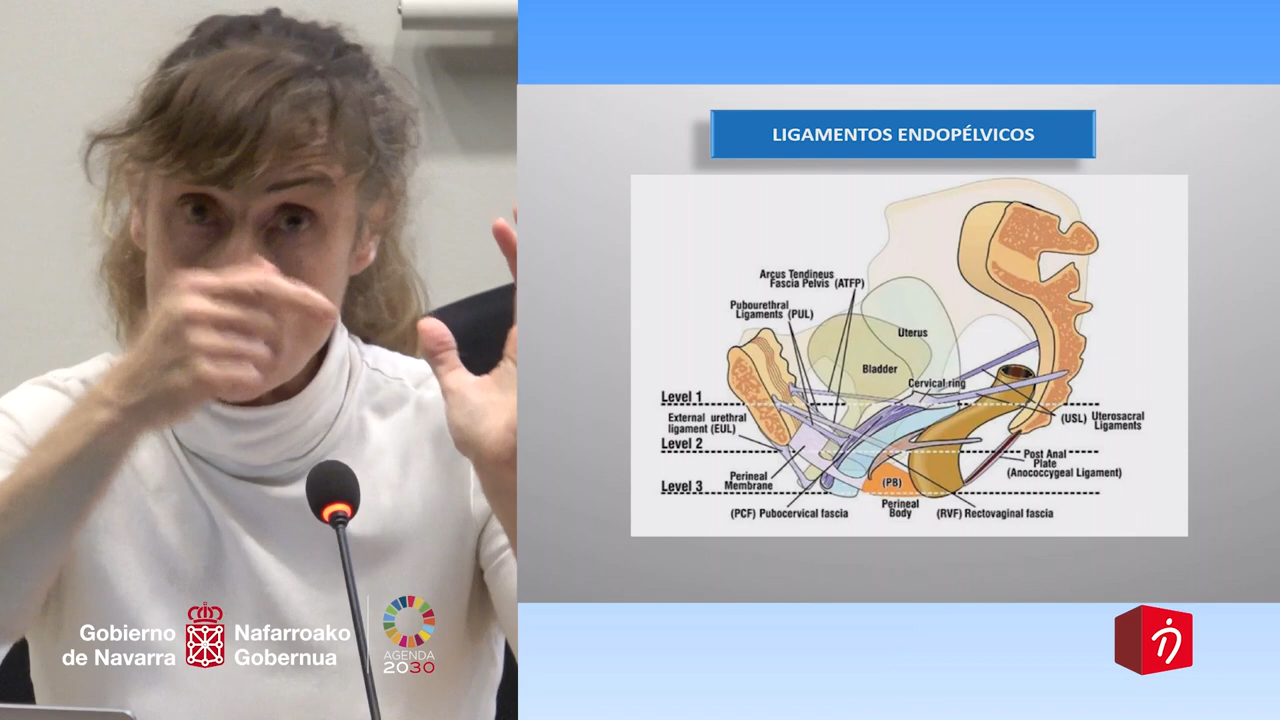 LIGAMENTOS ENDOPÉLVICOS
Arcus Tendineus
Fascia Pelvis (ATFP)
Pubourethral
Ligaments (PUL)
Uterus
Bladder
Cervical ring
Level 1
External urethral
ligament (EUL)
(USL) Uterosacral
Ligaments
Level 2
Post Anal
Plate
(Anococcygeal Ligament)
Perineal
Membrane
Level 3
(PB)
Perineal
Body
(PCF) Pubocervical fascia
(RVF) Rectovaginal fascia
Gobierno
de Navarra
Nafarroako
Gobernua
AGENDA
2030